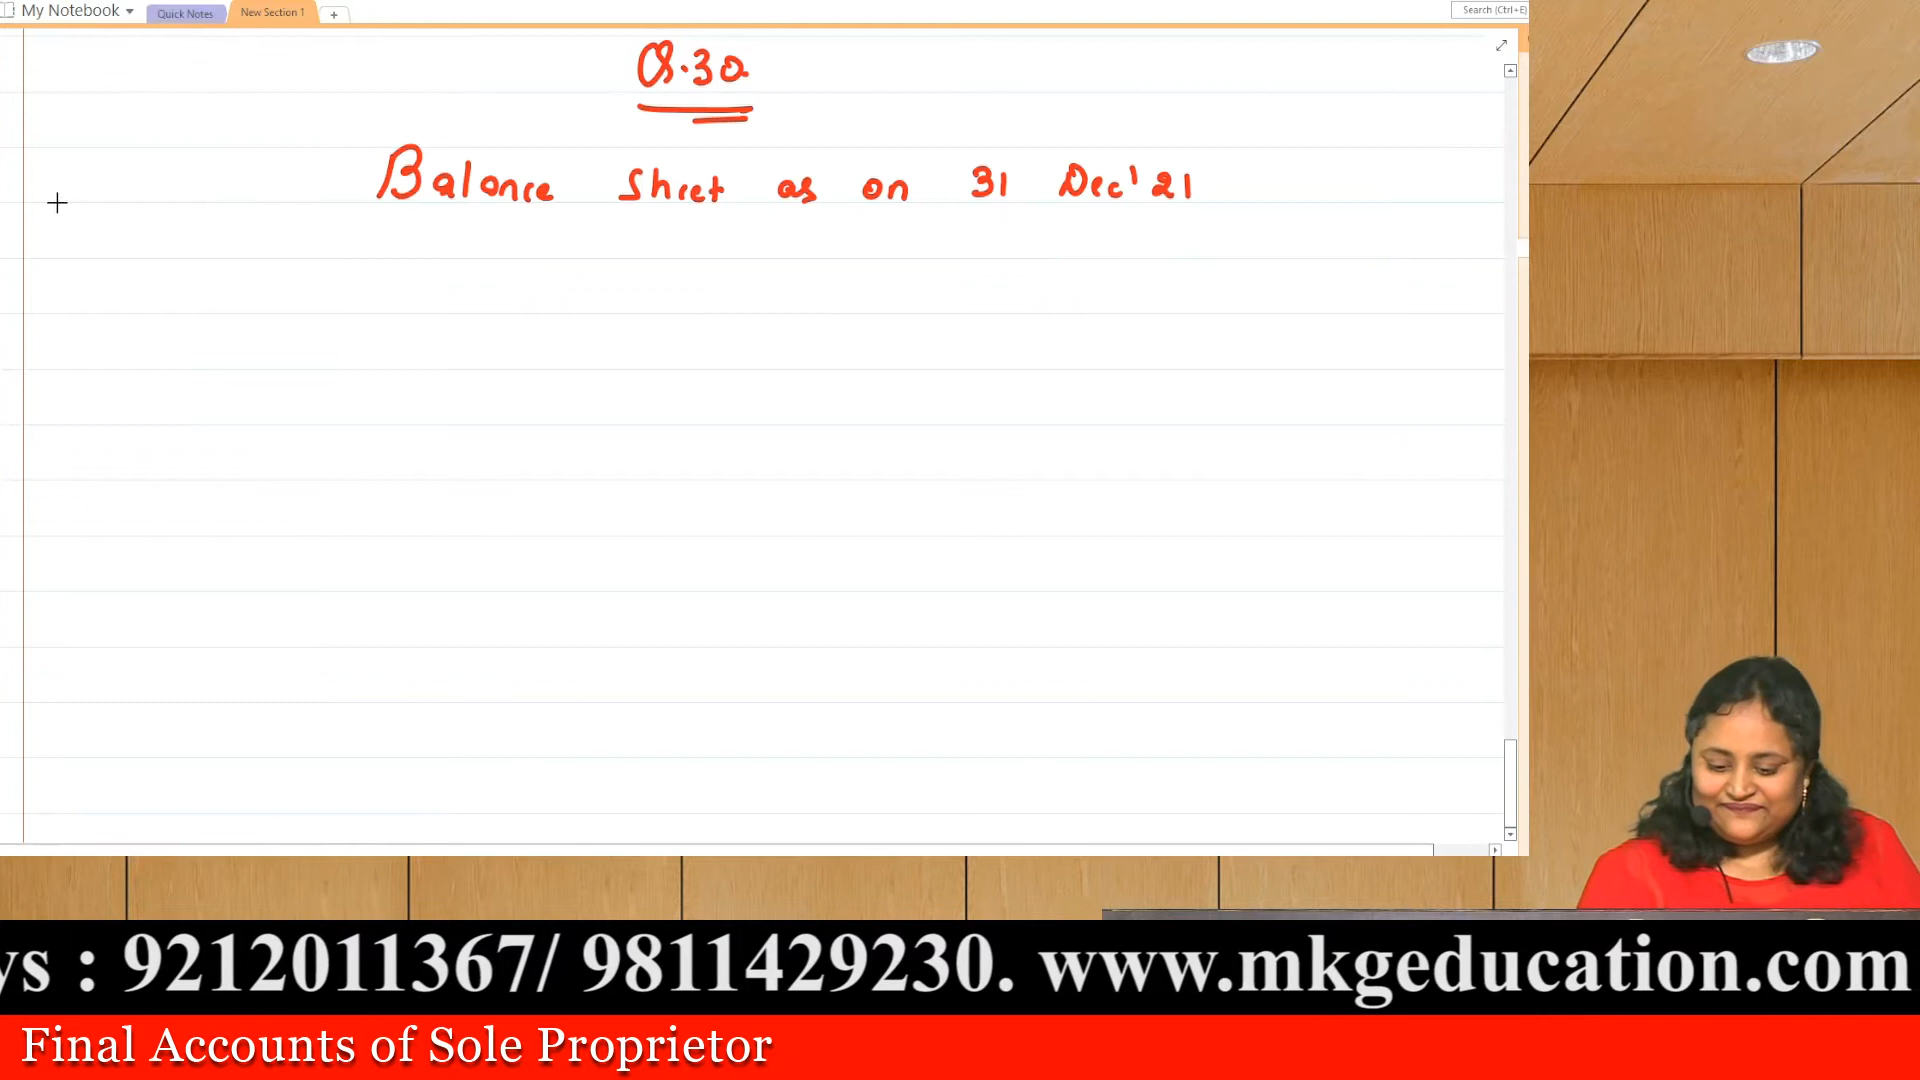 My Notebook
Quick Notes
New Section 1
+
Search (Ctrl+E)
Q.30
Balance Sheet as on 31 Dec' 21
ys : 9212011367/ 9811429230. www.mkgeducation.com
Final Accounts of Sole Proprietor